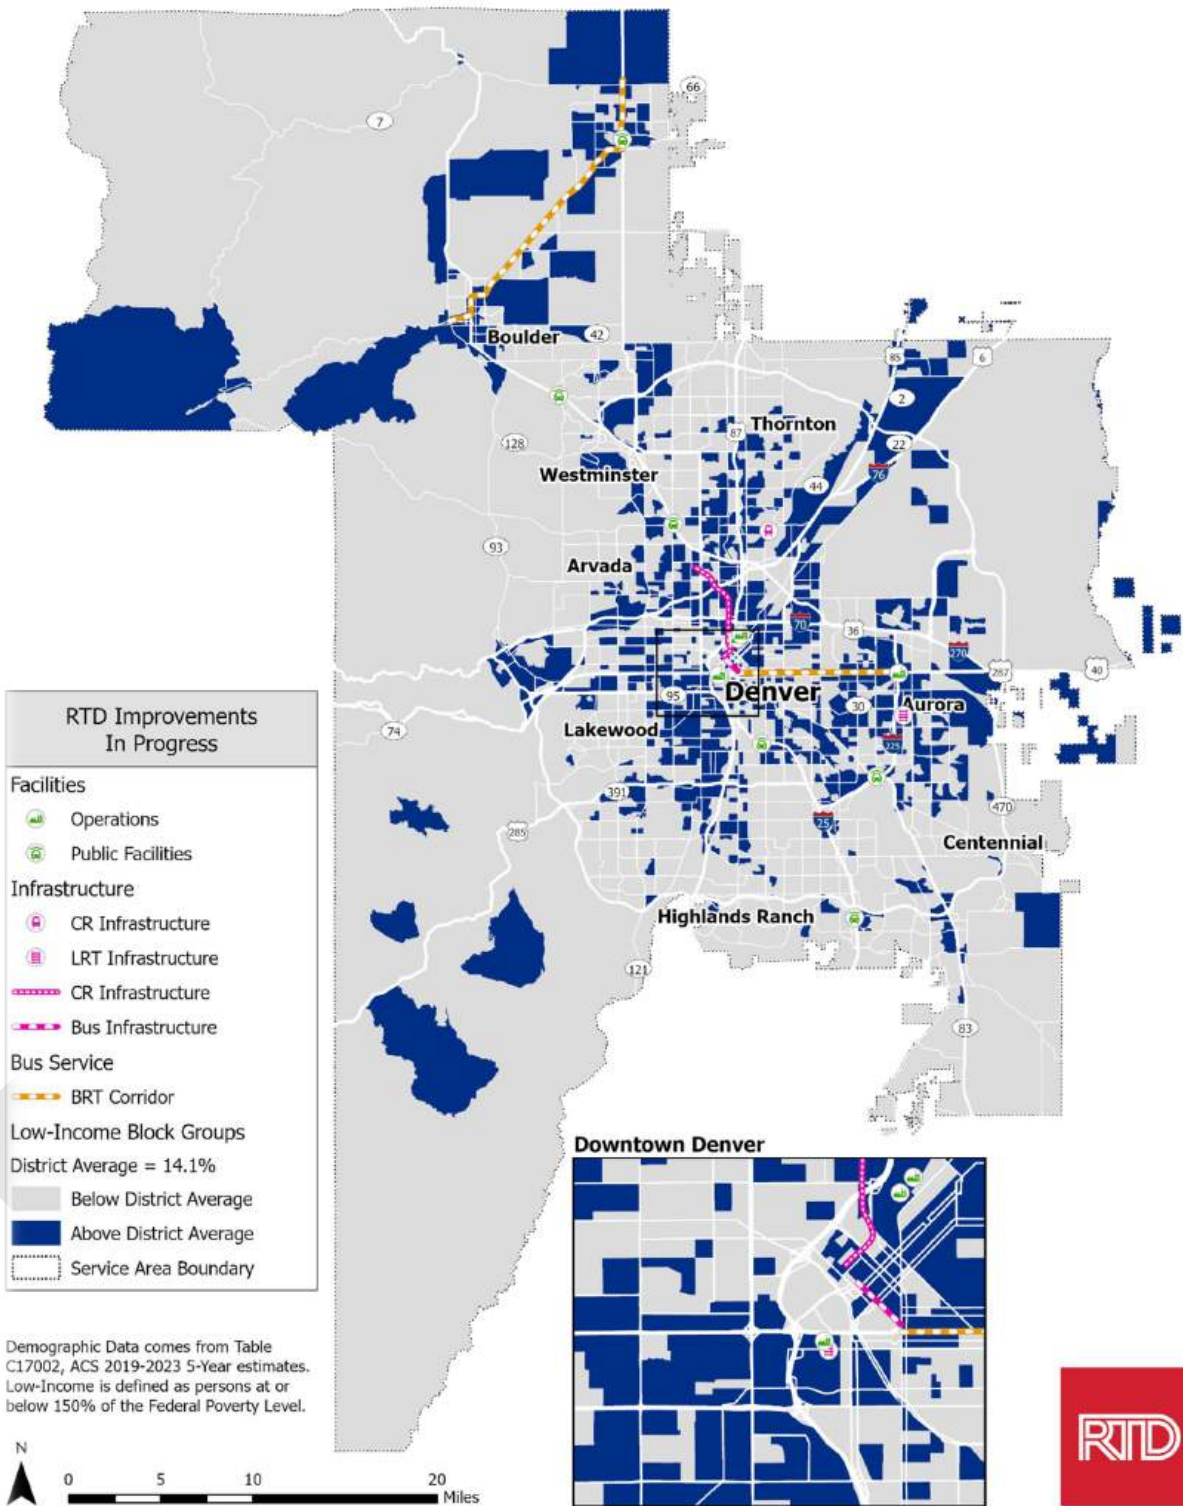 66
7
Boulder
42
85
6
2
Thornton
87
22
128
Westminster
76
44
93
Arvada
70
36
270
287
40
Denver
95
30
Aurora
74
Lakewood
225
391
25
470
285
Centennial
Highlands Ranch
121
83
RTD Improvements
In Progress
Facilities
Operations
Public Facilities
Infrastructure
CR Infrastructure
LRT Infrastructure
CR Infrastructure
Bus Infrastructure
Bus Service
BRT Corridor
Low-Income Block Groups
District Average = 14.1%
Below District Average
Above District Average
Service Area Boundary
Downtown Denver
Demographic Data comes from Table
C17002, ACS 2019-2023 5-Year estimates.
Low-Income is defined as persons at or
below 150% of the Federal Poverty Level.
N
0 5 10 20
Miles
RTD